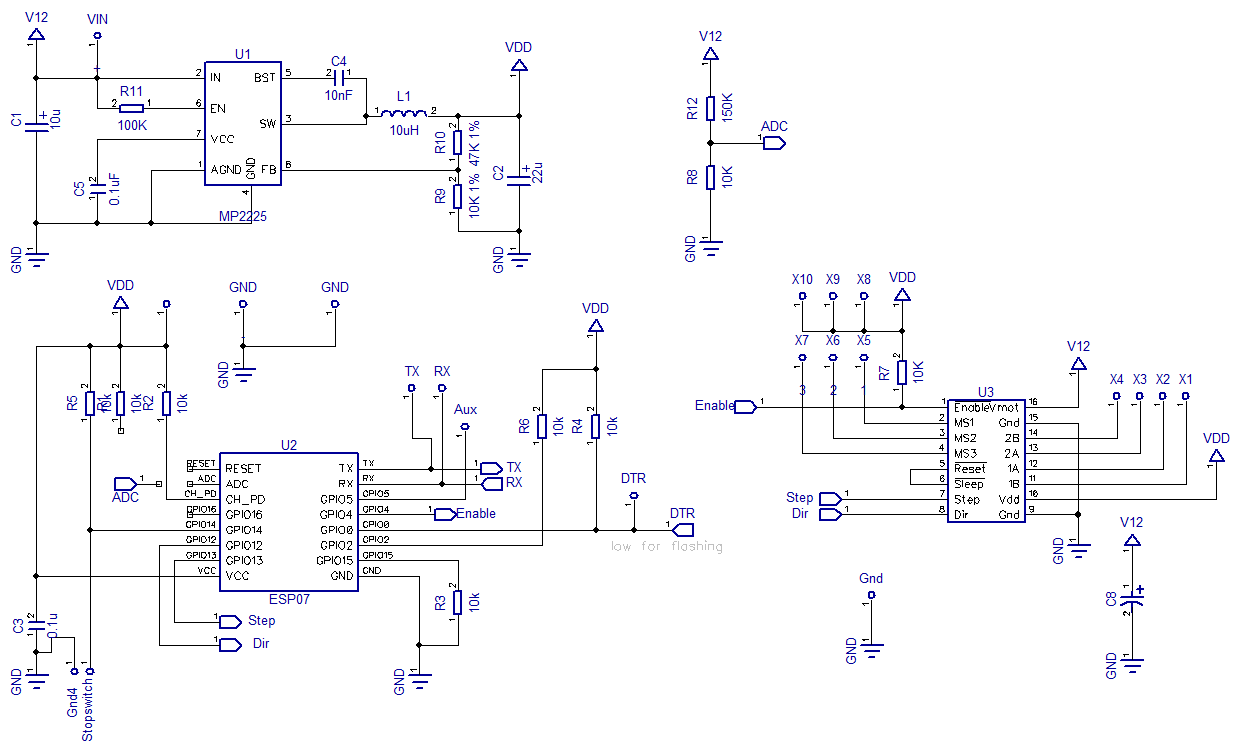 V12
VIN
U1
C4
VDD
V12
1
1
2 IN
BST 5
2 1
10nF
R11
2 1
6 EN
100K
C1
10u
SW 3
L1
1 2
10uH
R10
47K 1%
7 VCC
C5
0.1uF
1 AGND
GND
FB 8
4
MP2225
R9
10K 1%
C2
22u
GND
GND
R12
150K
ADC
1
R8
10K
GND
VDD
GND
GND
VDD
X10
X9
X8
VDD
GND
X7
X6
X5
V12
R7
10K
3
2
1
X4
X3
X2
X1
R5
R1
10k
R2
10k
TX
RX
Aux
R6
10k
R4
10k
U2
RESET
RESET
TX
TX
1
TX
ADC
1
ADC
ADC
RX
RX
1
RX
CH_PD
CH_PD
GPIO5
GPIO5
GPIO16
GPIO16
GPIO4
GPIO4
1
Enable
GPIO14
GPIO14
GPIO0
GPIO0
GPIO12
GPIO12
GPIO2
GPIO2
GPIO13
GPIO13
GPIO15
GPIO15
VCC
VCC
GND
GND
ESP07
DTR
DTR
1
low for flashing
R3
10k
1
Step
1
Dir
C3
0.1u
GND
Gnd4
Stopswitch
GND
U3
Enable
1
1 Enable
Vmot 16
2 MS1
Gnd 15
3 MS2
2B 14
4 MS3
2A 13
5 Reset
1A 12
6 Sleep
1B 11
7 Step
Vdd 10
8 Dir
Gnd 9
Step
1
Dir
1
VDD
GND
V12
C8
GND
Gnd
GND